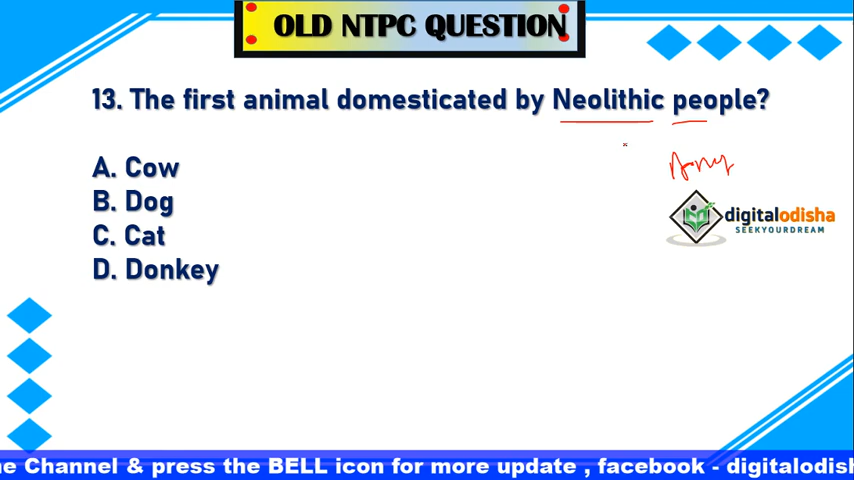 OLD NTPC QUESTION
13. The first animal domesticated by Neolithic people?
A. Cow
B. Dog
C. Cat
D. Donkey
digitalodisha
SEEKYOURDREAM
he Channel & press the BELL icon for more update , facebook - digitalodish